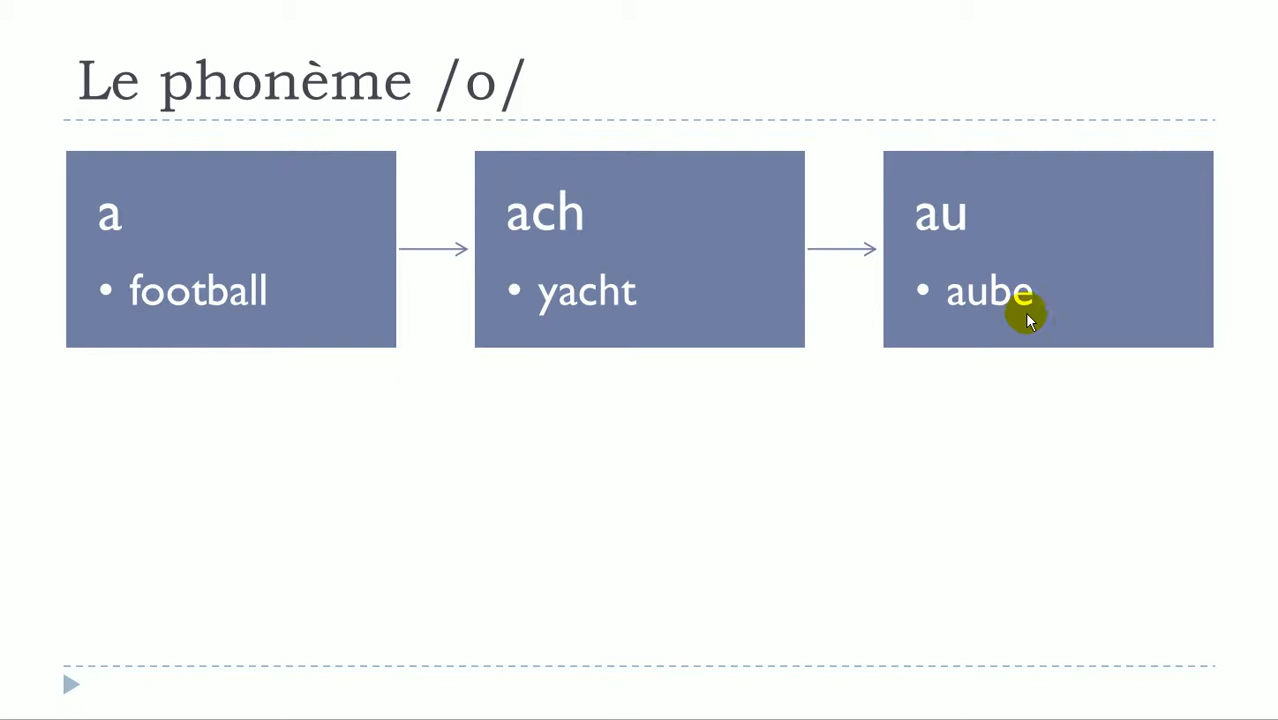 Le phonème /o/
a
• football
ach
• yacht
au
• aube